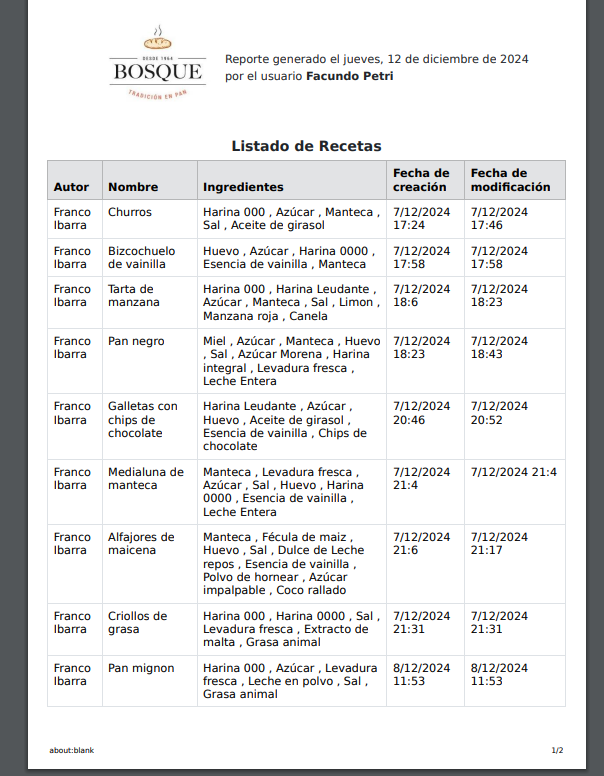 DESDE 1964
BOSQUE
TRADICIÓN EN PAN
Reporte generado el jueves, 12 de diciembre de 2024
por el usuario Facundo Petri
Listado de Recetas
Autor Nombre Ingredientes Fecha de creación Fecha de modificación
Franco Churros Harina 000 , Azúcar , Manteca , 7/12/2024 7/12/2024
Ibarra Sal , Aceite de girasol 17:24 17:46
Franco Bizcochuelo Huevo , Azúcar , Harina 0000 , 7/12/2024 7/12/2024
Ibarra de vainilla Esencia de vainilla , Manteca 17:58 17:58
Franco Tarta de Harina 000 , Harina Leudante , 7/12/2024 7/12/2024
Ibarra manzana Azúcar , Manteca , Sal , Limon , 18:6 18:23
Manzana roja , Canela
Franco Pan negro Miel , Azúcar , Manteca , Huevo 7/12/2024 7/12/2024
Ibarra , Sal , Azúcar Morena , Harina 18:23 18:43
integral , Levadura fresca ,
Leche Entera
Franco Galletas con Harina Leudante , Azúcar , 7/12/2024 7/12/2024
Ibarra chips de Huevo , Aceite de girasol , 20:46 20:52
chocolate Esencia de vainilla , Chips de
chocolate
Franco Medialuna de Manteca , Levadura fresca , 7/12/2024 7/12/2024 21:4
Ibarra manteca Azúcar , Sal , Huevo , Harina 21:4
0000 , Esencia de vainilla ,
Leche Entera
Franco Alfajores de Manteca , Fécula de maiz , 7/12/2024 7/12/2024
Ibarra maicena Huevo , Sal , Dulce de Leche 21:6 21:17
repos , Esencia de vainilla ,
Polvo de hornear , Azúcar
impalpable , Coco rallado
Franco Criollos de Harina 000 , Harina 0000 , Sal , 7/12/2024 7/12/2024
Ibarra grasa Levadura fresca , Extracto de 21:31 21:31
malta , Grasa animal
Franco Pan mignon Harina 000 , Azúcar , Levadura 8/12/2024 8/12/2024
Ibarra fresca , Leche en polvo , Sal , 11:53 11:53
Grasa animal
about:blank 1/2